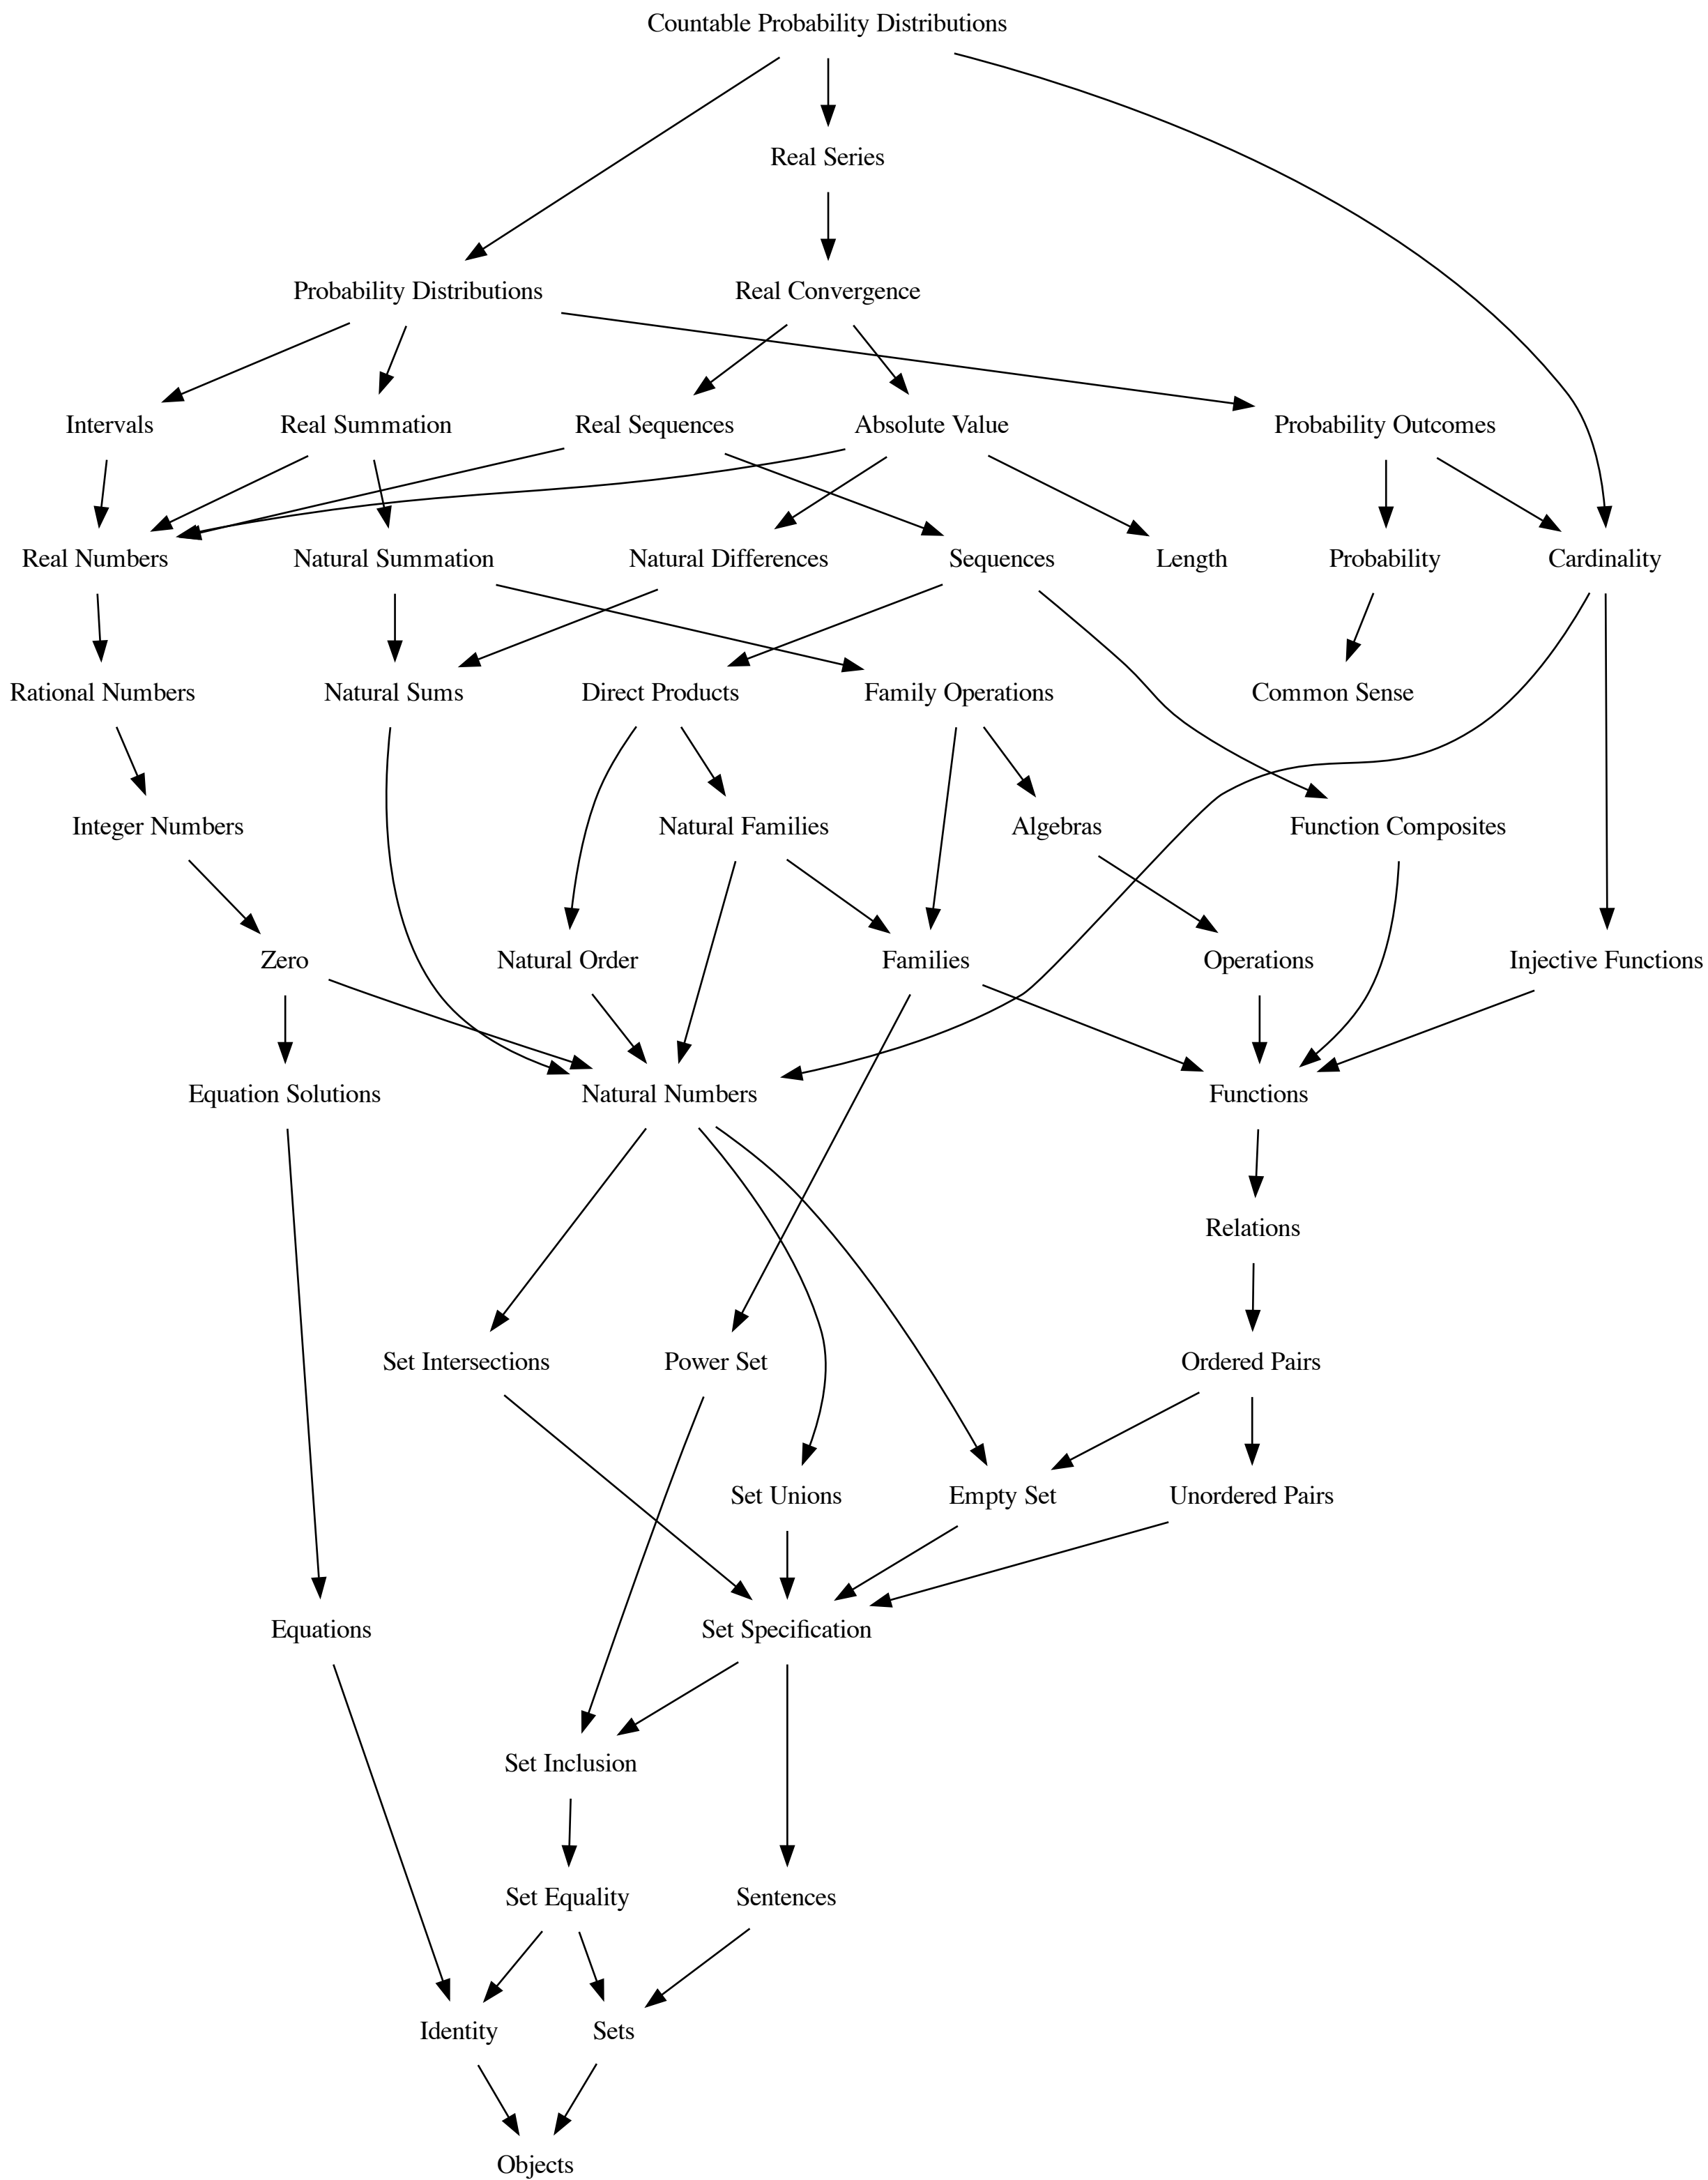 Countable Probability Distributions
Real Series
Probability Distributions
Real Convergence
Intervals
Real Summation
Real Sequences
Absolute Value
Probability Outcomes
Real Numbers
Natural Summation
Natural Differences
Sequences
Length
Probability
Cardinality
Rational Numbers
Natural Sums
Direct Products
Family Operations
Common Sense
Integer Numbers
Natural Families
Algebras
Function Composites
Zero
Natural Order
Families
Operations
Injective Functions
Equation Solutions
Natural Numbers
Functions
Relations
Set Intersections
Power Set
Ordered Pairs
Set Unions
Empty Set
Unordered Pairs
Equations
Set Specification
Set Inclusion
Set Equality
Sentences
Identity
Sets
Objects